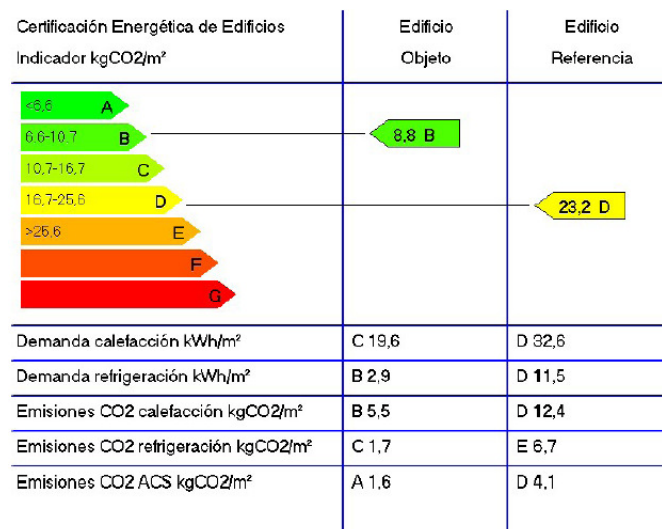 Certificación Energética de Edificios
Indicador kgCO2/m²
Edificio
Objeto
Edificio
Referencia
<6,6 A
6,6-10,7 B
8,8 B
10,7-16,7 C
16,7-25,6 D
23,2 D
>25,6 E
F
G
Demanda calefacción kWh/m² C 19,6 D 32,6
Demanda refrigeración kWh/m² B 2,9 D 11,5
Emisiones CO2 calefacción kgCO2/m² B 5,5 D 12,4
Emisiones CO2 refrigeración kgCO2/m² C 1,7 E 6,7
Emisiones CO2 ACS kgCO2/m² A 1,6 D 4,1